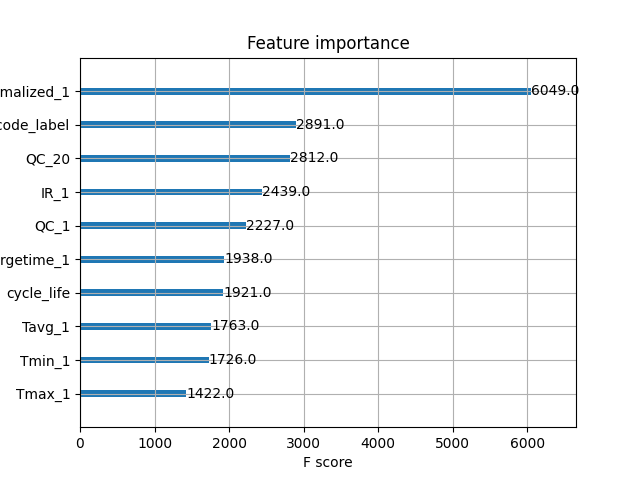 Feature importance
malized_1
6049.0
code_label
2891.0
QC_20
2812.0
IR_1
2439.0
QC_1
2227.0
rgetime_1
1938.0
cycle_life
1921.0
Tavg_1
1763.0
Tmin_1
1726.0
Tmax_1
1422.0
0 1000 2000 3000 4000 5000 6000
F score